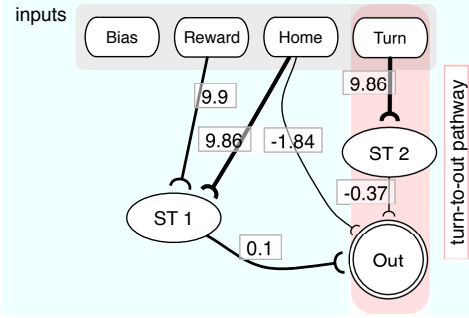 inputs
Bias
Reward
Home
Turn
9.9
9.86
-1.84
9.86
ST 2
-0.37
ST 1
0.1
Out
turn-to-out pathway